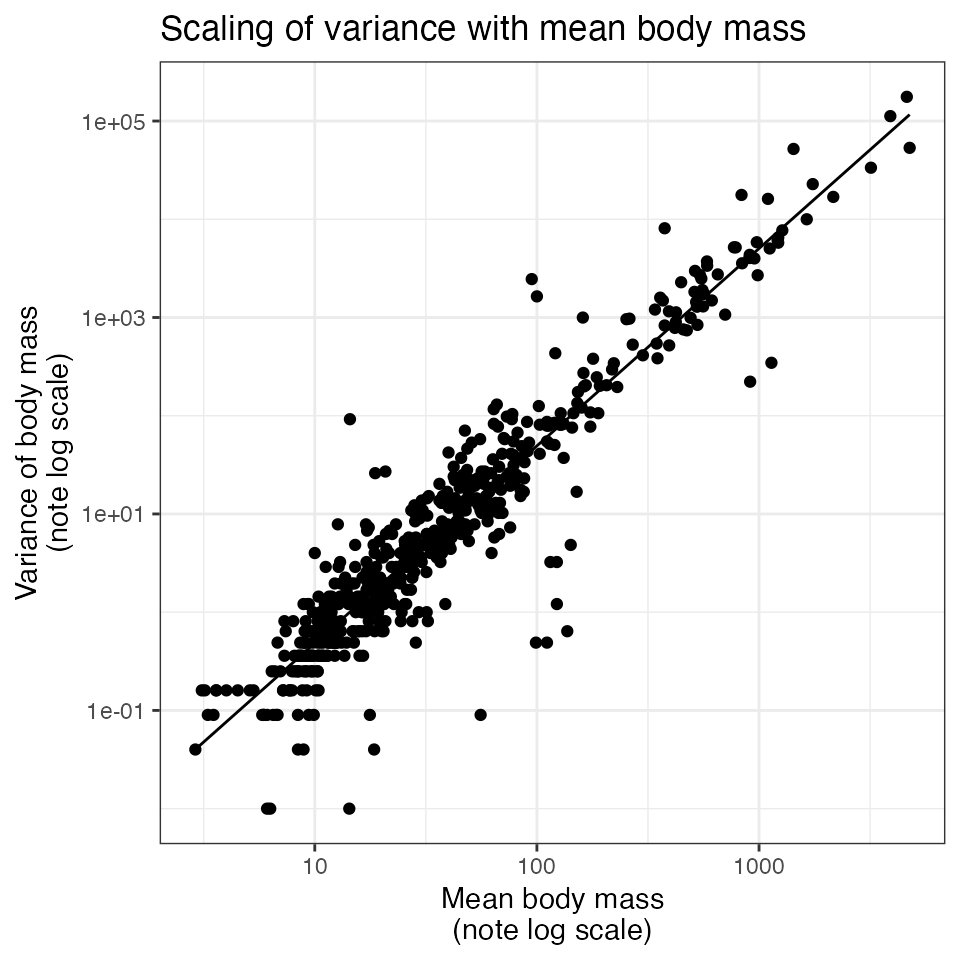 Scaling of variance with mean body mass
Variance of body mass
(note log scale)
1e+05
1e+03
1e+01
1e-01
10
100
1000
Mean body mass
(note log scale)